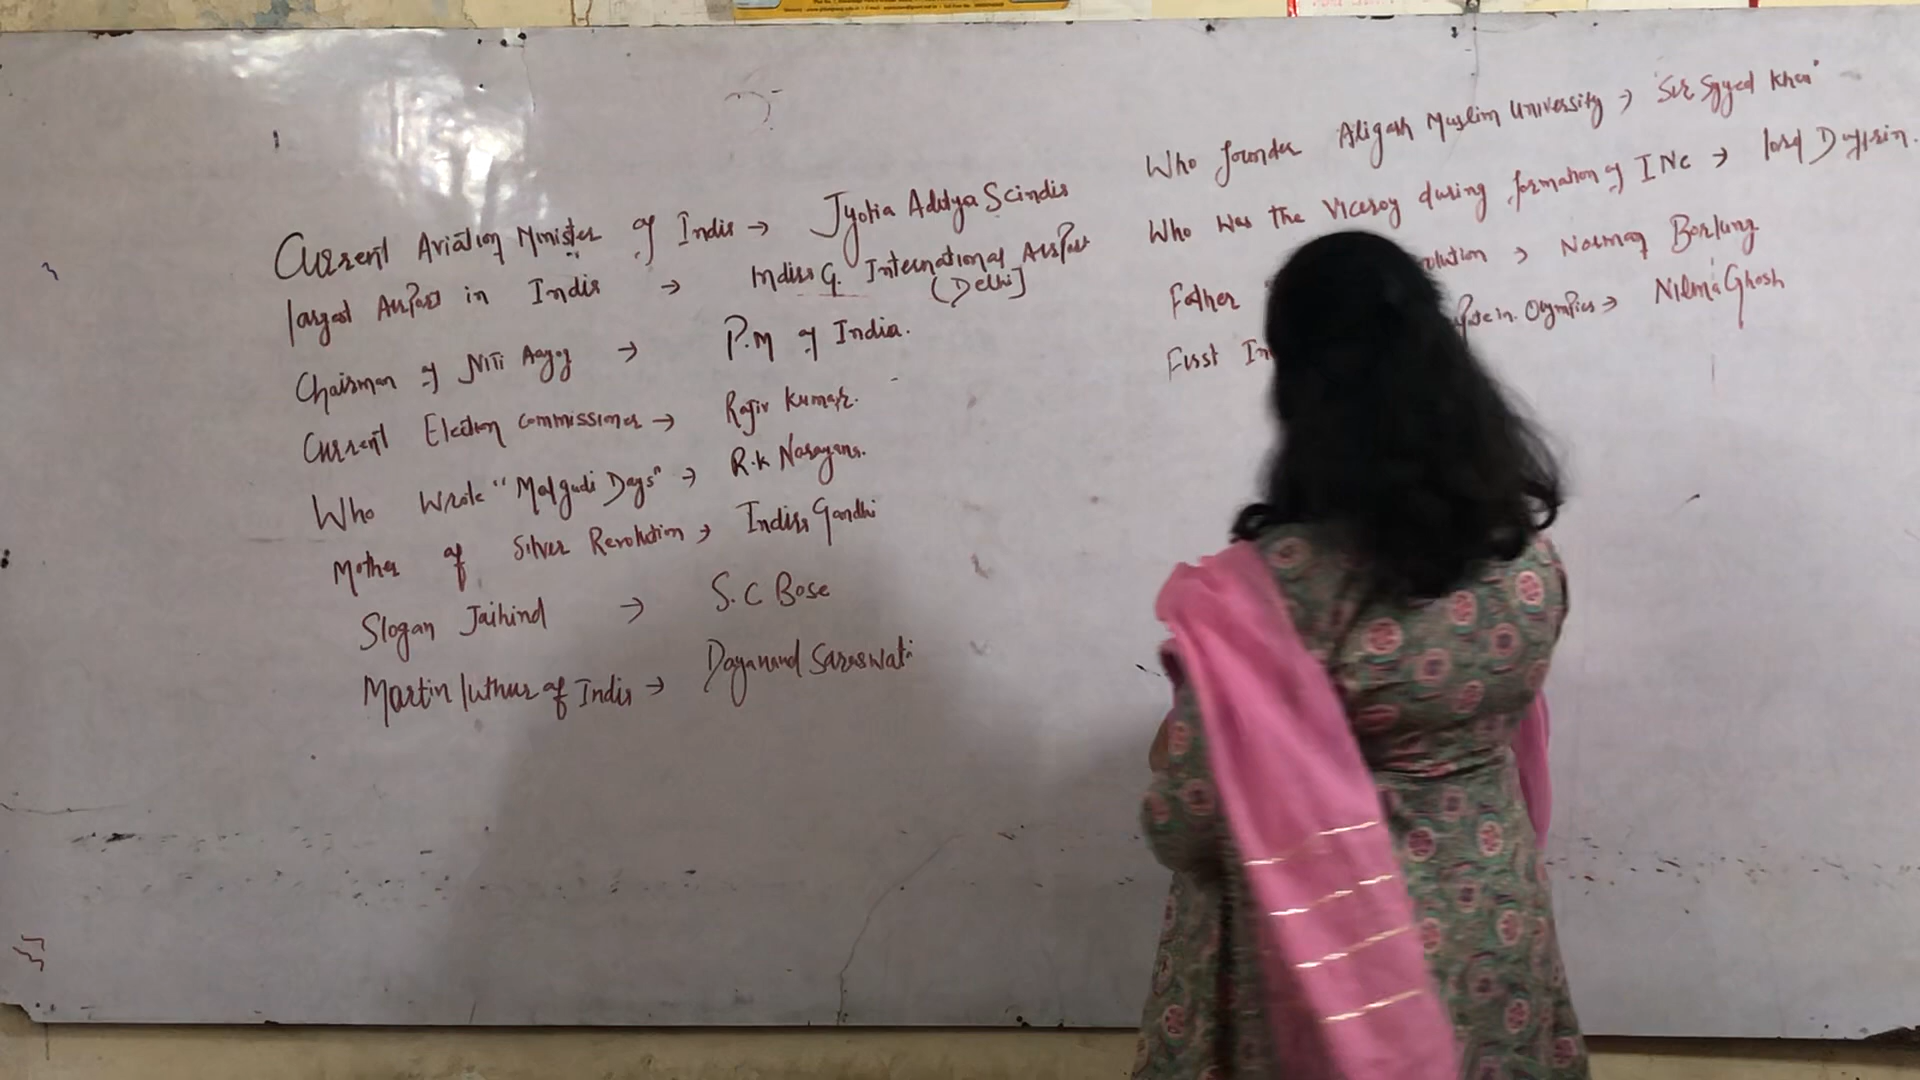 Current Aviation Minister of India → Jyotia Aditya Scindia
largest AirPort in India → Indira G. International AirPort
(Delhi)
Chairman of NITI Aayog → P.M of India.
Current Election Commissioner → Rajiv Kumar.
Who Wrote "Malgudi Days" → R.K Narayana.
Mother of Silver Revolution → Indira Gandhi
Slogan Jaihind → S.C Bose
Martin luthur of India → Dayanand Saraswati
Who founder Aligarh Muslim University → Sir Syyed Khan
Who Was the Viceroy during formation of INC → lord Duffrin.
Father olution → Norman Borlung
First In in Olympics → Nilma Ghosh